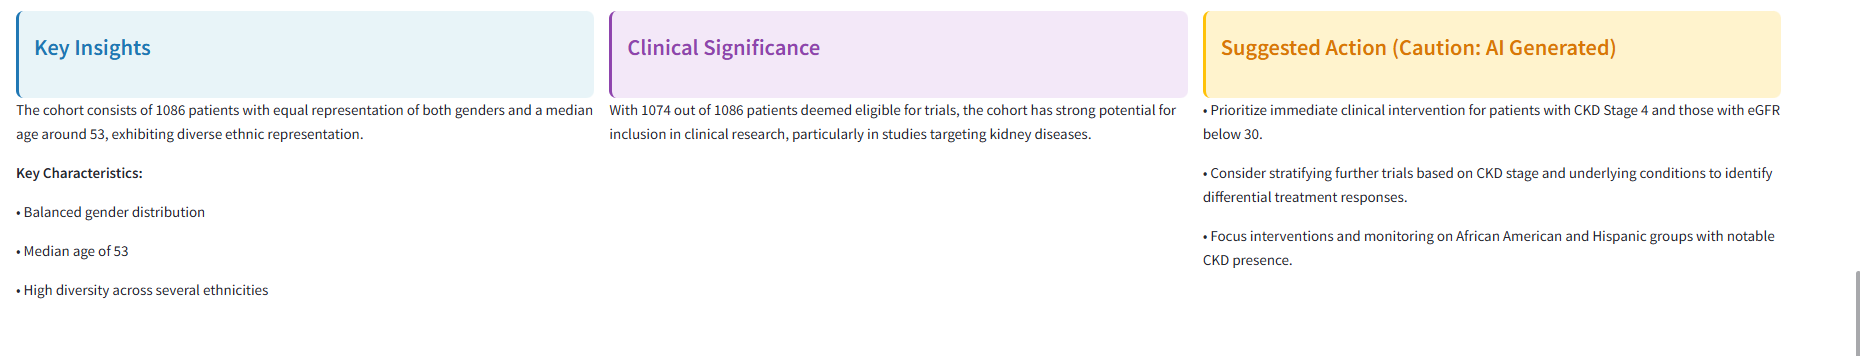 Key Insights
The cohort consists of 1086 patients with equal representation of both genders and a median
age around 53, exhibiting diverse ethnic representation.
Key Characteristics:
• Balanced gender distribution
• Median age of 53
• High diversity across several ethnicities
Clinical Significance
With 1074 out of 1086 patients deemed eligible for trials, the cohort has strong potential for
inclusion in clinical research, particularly in studies targeting kidney diseases.
Suggested Action (Caution: AI Generated)
• Prioritize immediate clinical intervention for patients with CKD Stage 4 and those with eGFR
below 30.
• Consider stratifying further trials based on CKD stage and underlying conditions to identify
differential treatment responses.
• Focus interventions and monitoring on African American and Hispanic groups with notable
CKD presence.